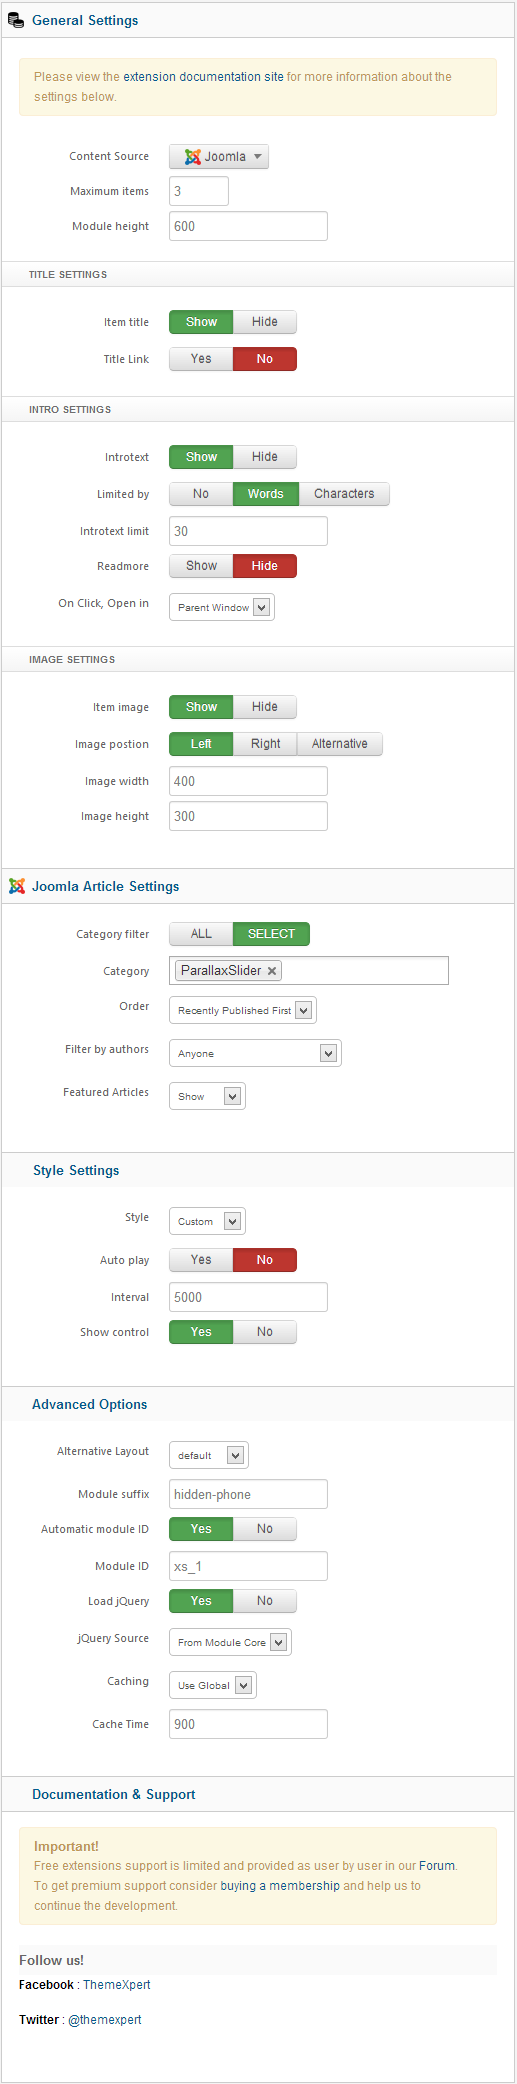 General Settings
Please view the extension documentation site for more information about the
settings below.
Content Source Joomla
Maximum items 3
Module height 600
TITLE SETTINGS
Item title Show Hide
Title Link Yes No
INTRO SETTINGS
Introtext Show Hide
Limited by No Words Characters
Introtext limit 30
Readmore Show Hide
On Click, Open in Parent Window
IMAGE SETTINGS
Item image Show Hide
Image postion Left Right Alternative
Image width 400
Image height 300
Joomla Article Settings
Category filter ALL SELECT
Category ParallaxSlider
Order Recently Published First
Filter by authors Anyone
Featured Articles Show
Style Settings
Style Custom
Auto play Yes No
Interval 5000
Show control Yes No
Advanced Options
Alternative Layout default
Module suffix hidden-phone
Automatic module ID Yes No
Module ID xs_1
Load jQuery Yes No
jQuery Source From Module Core
Caching Use Global
Cache Time 900
Documentation & Support
Important!
Free extensions support is limited and provided as user by user in our Forum.
To get premium support consider buying a membership and help us to
continue the development.
Follow us!
Facebook : ThemeXpert
Twitter : @themexpert